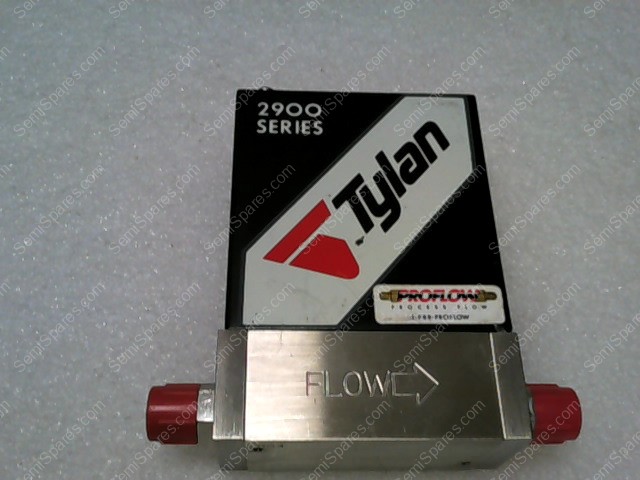 2900
SERIES
Tylan
PROFLOW
PROCESS FLOW
FLOW
SemiSpares.com